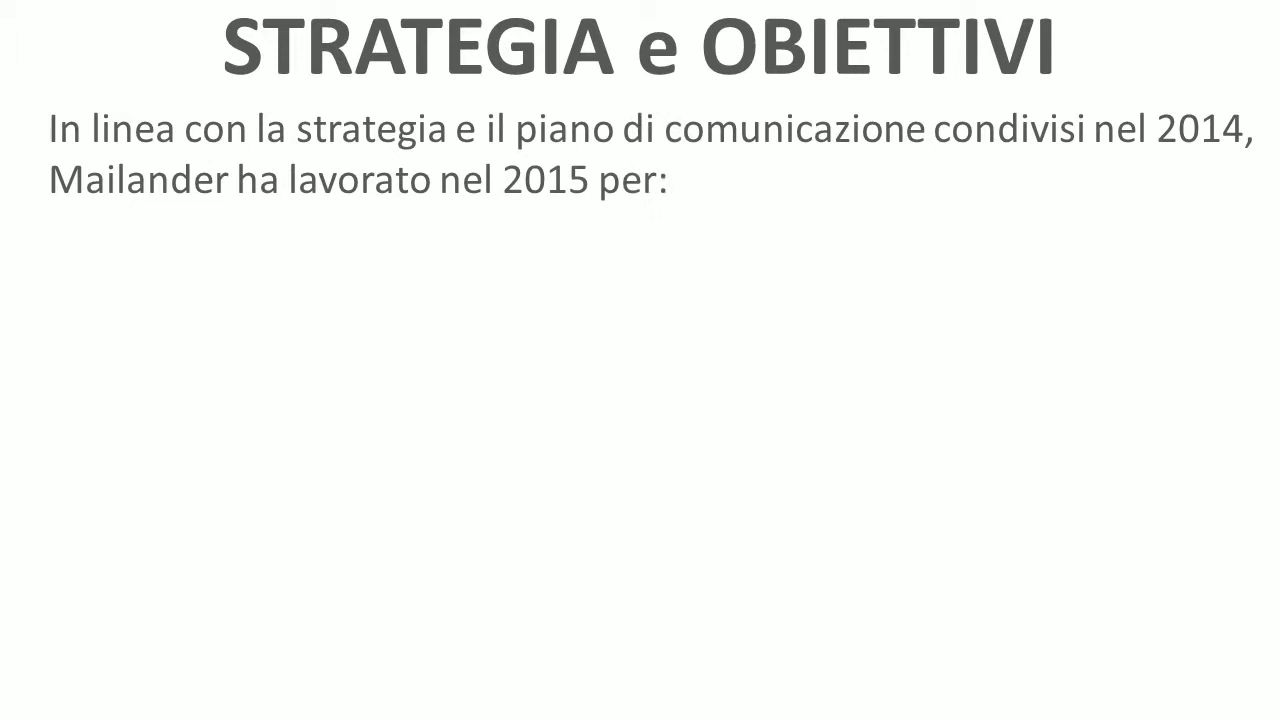 STRATEGIA e OBIETTIVI
In linea con la strategia e il piano di comunicazione condivisi nel 2014,
Mailander ha lavorato nel 2015 per: